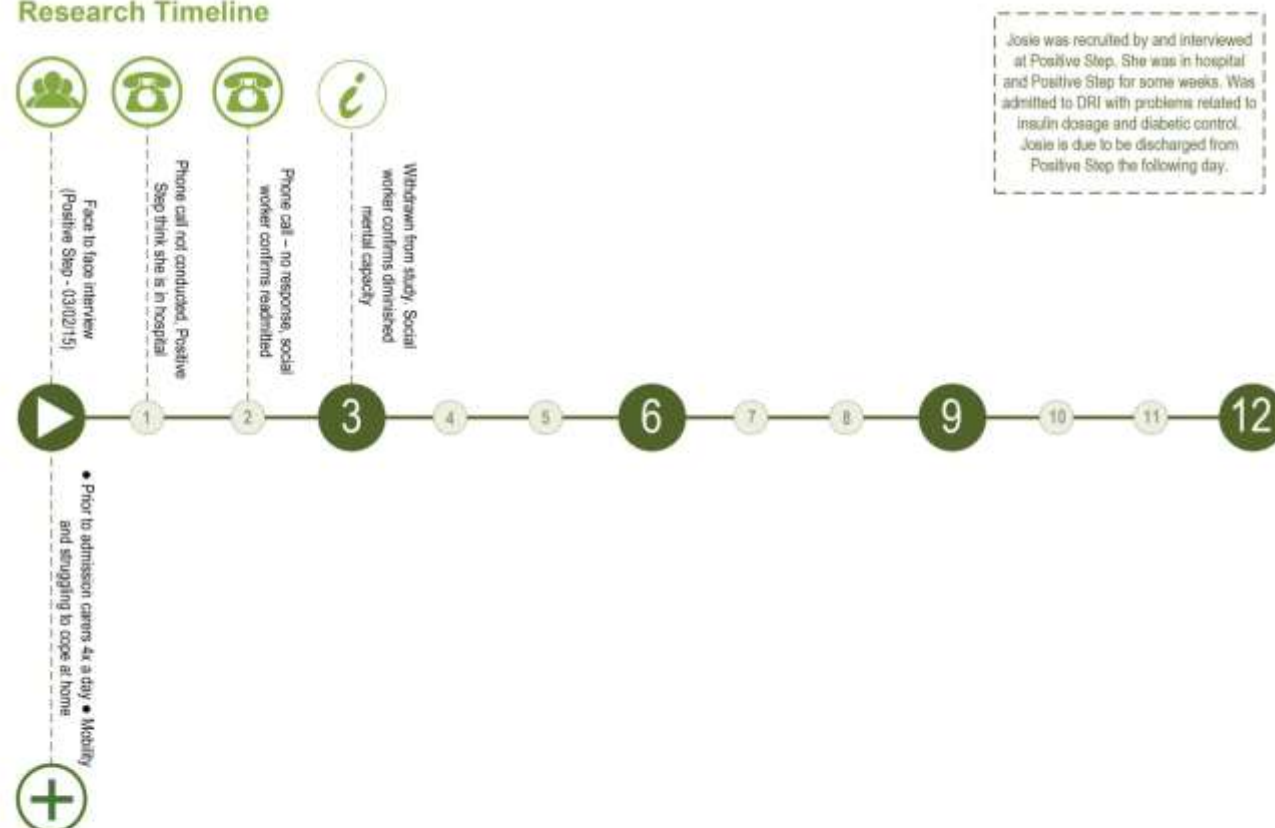 Research Timeline
Josie was recruited by and interviewed
at Positive Step. She was in hospital
and Positive Step for some weeks. Was
admitted to DRI with problems related to
insulin dosage and diabetic control.
Josie is due to be discharged from
Positive Step the following day.
Face to face interview
(Positive Step - 03/02/15)
Phone call not conducted, Positive
Step think she is in hospital
Phone call – no response, social
worker confirms readmitted
Withdrawn from study. Social
worker confirms diminished
mental capacity
1
2
3
4
5
6
7
8
9
10
11
12
● Prior to admission carers 4x a day ● Mobility
and struggling to cope at home